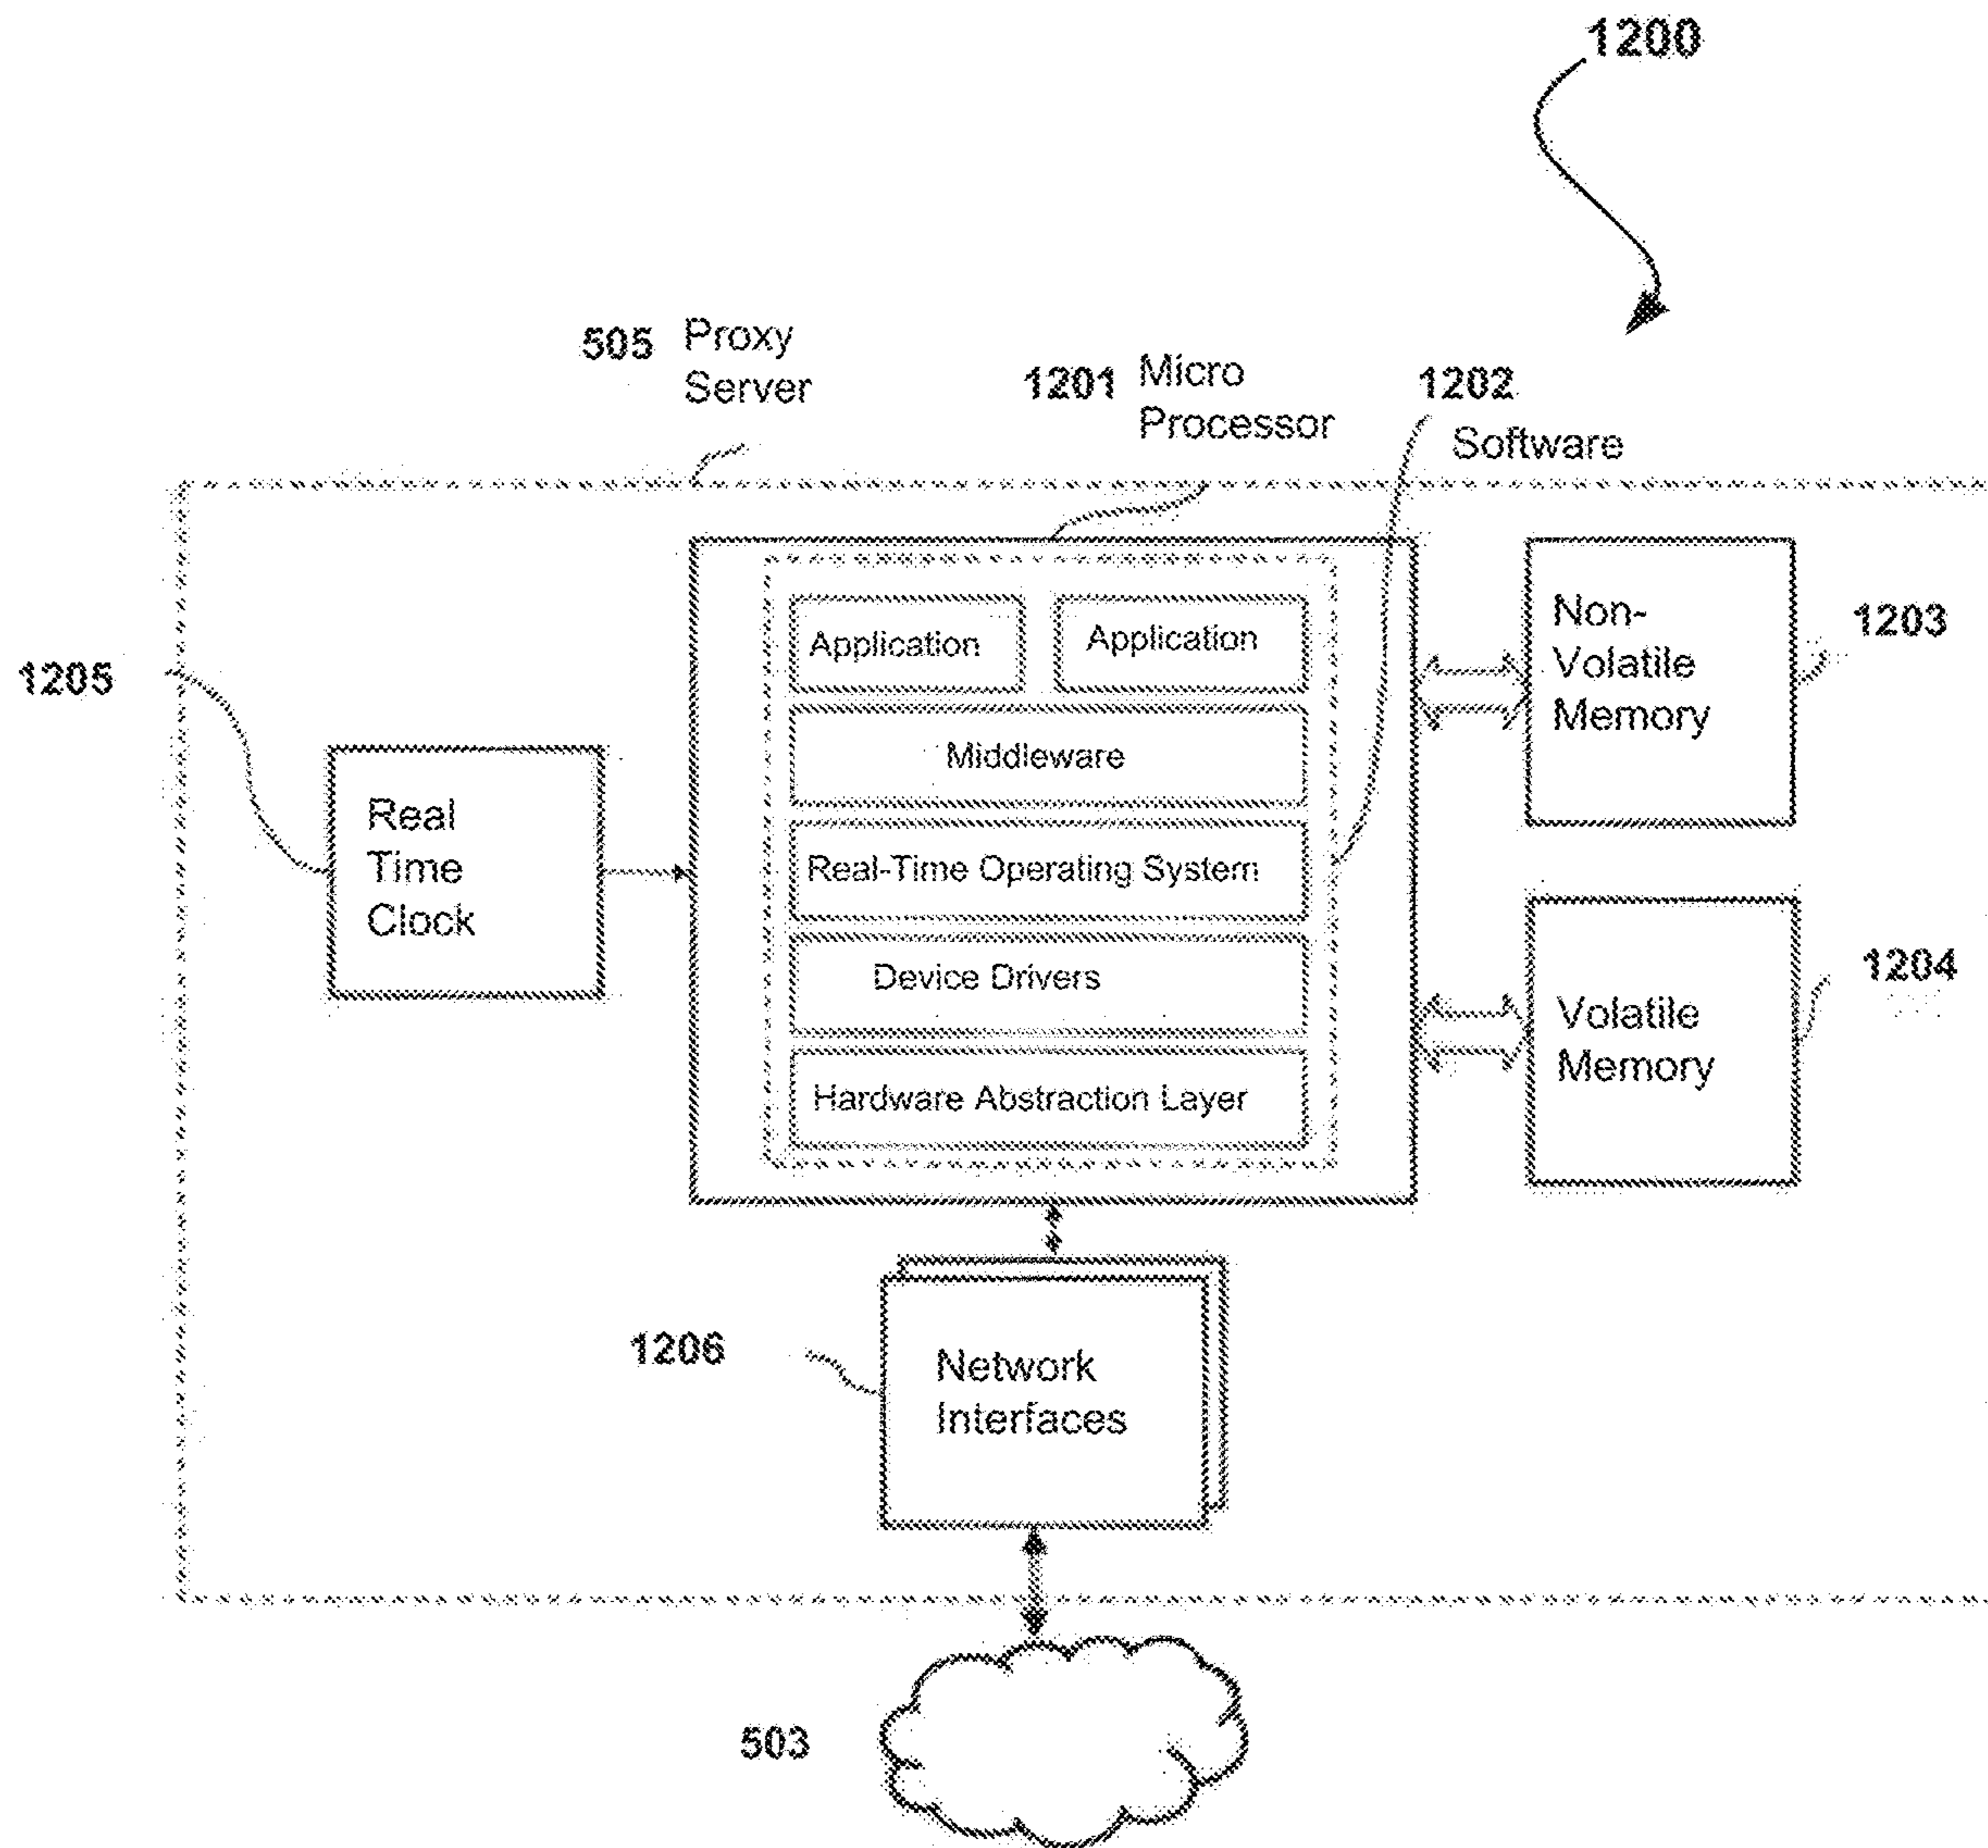 1200
505 Proxy
Server
1201 Micro
Processor
1202
Software
Application
Application
Non-
Volatile
Memory
1203
1205
Middleware
Real
Time
Clock
Real-Time Operating System
Device Drivers
Volatile
Memory
1204
Hardware Abstraction Layer
1206
Network
Interfaces
503